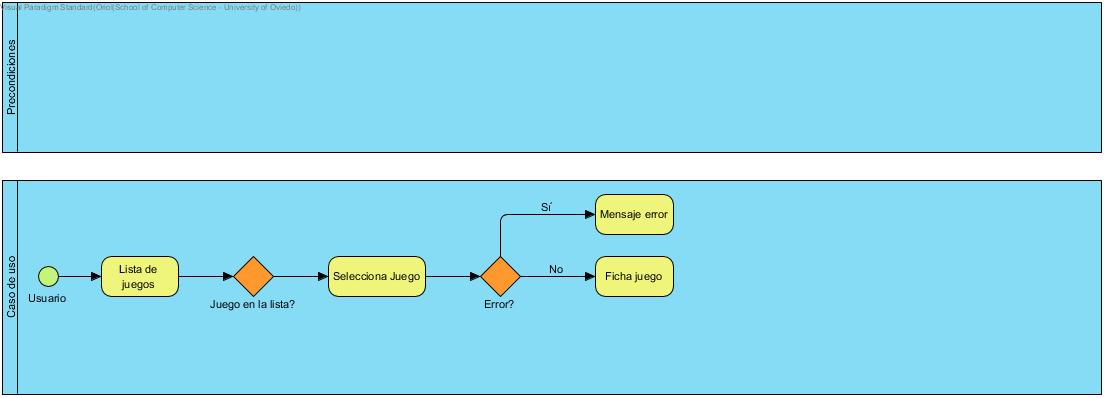 Visual Paradigm Standard(Oriol(School of Computer Science - University of Oviedo))
Precondiciones
Caso de uso
Usuario
Lista de
juegos
Juego en la lista?
Selecciona Juego
Error?
Sí
Mensaje error
No
Ficha juego